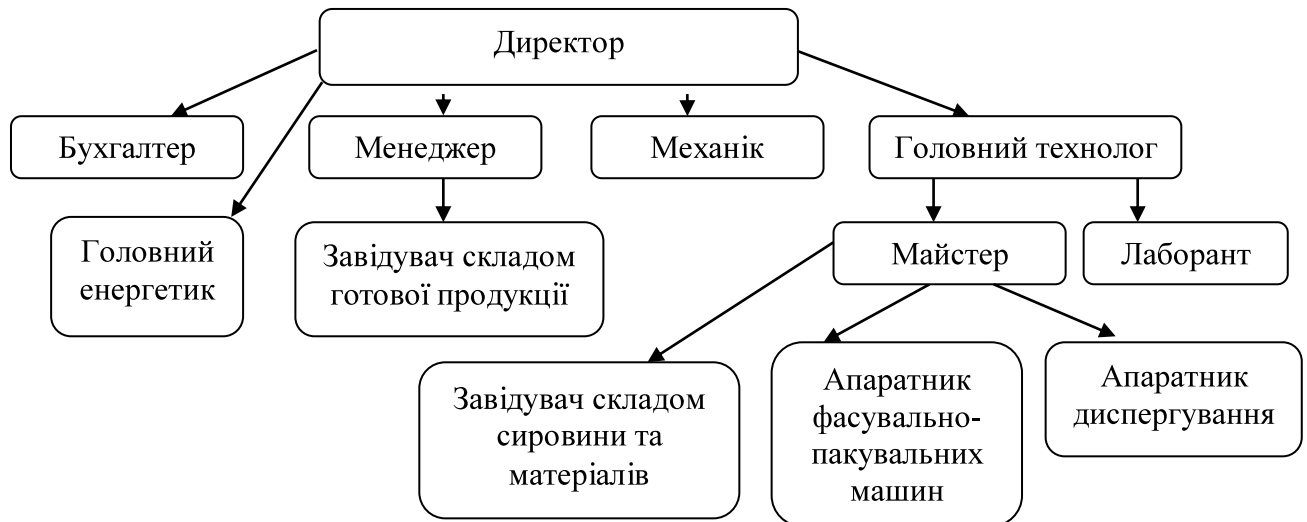 Директор
Бухгалтер
Менеджер
Механік
Головний технолог
Головний
енергетик
Завідувач складом
готової продукції
Майстер
Лаборант
Завідувач складом
сировини та
матеріалів
Апаратник
фасувально-
пакувальних
машин
Апаратник
диспергування